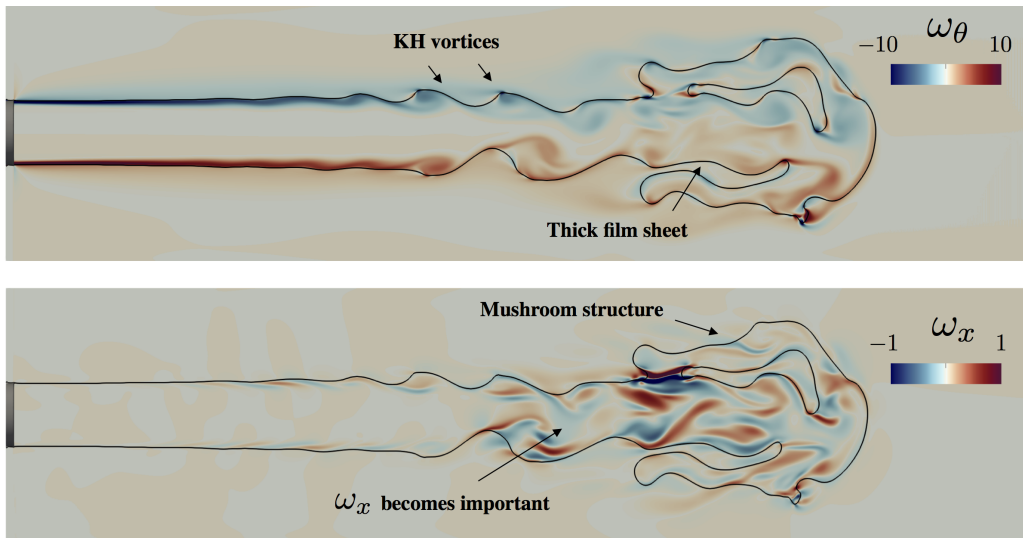 KH vortices
−10 ω_θ 10
Thick film sheet
Mushroom structure
−1 ω_x 1
ω_x becomes important